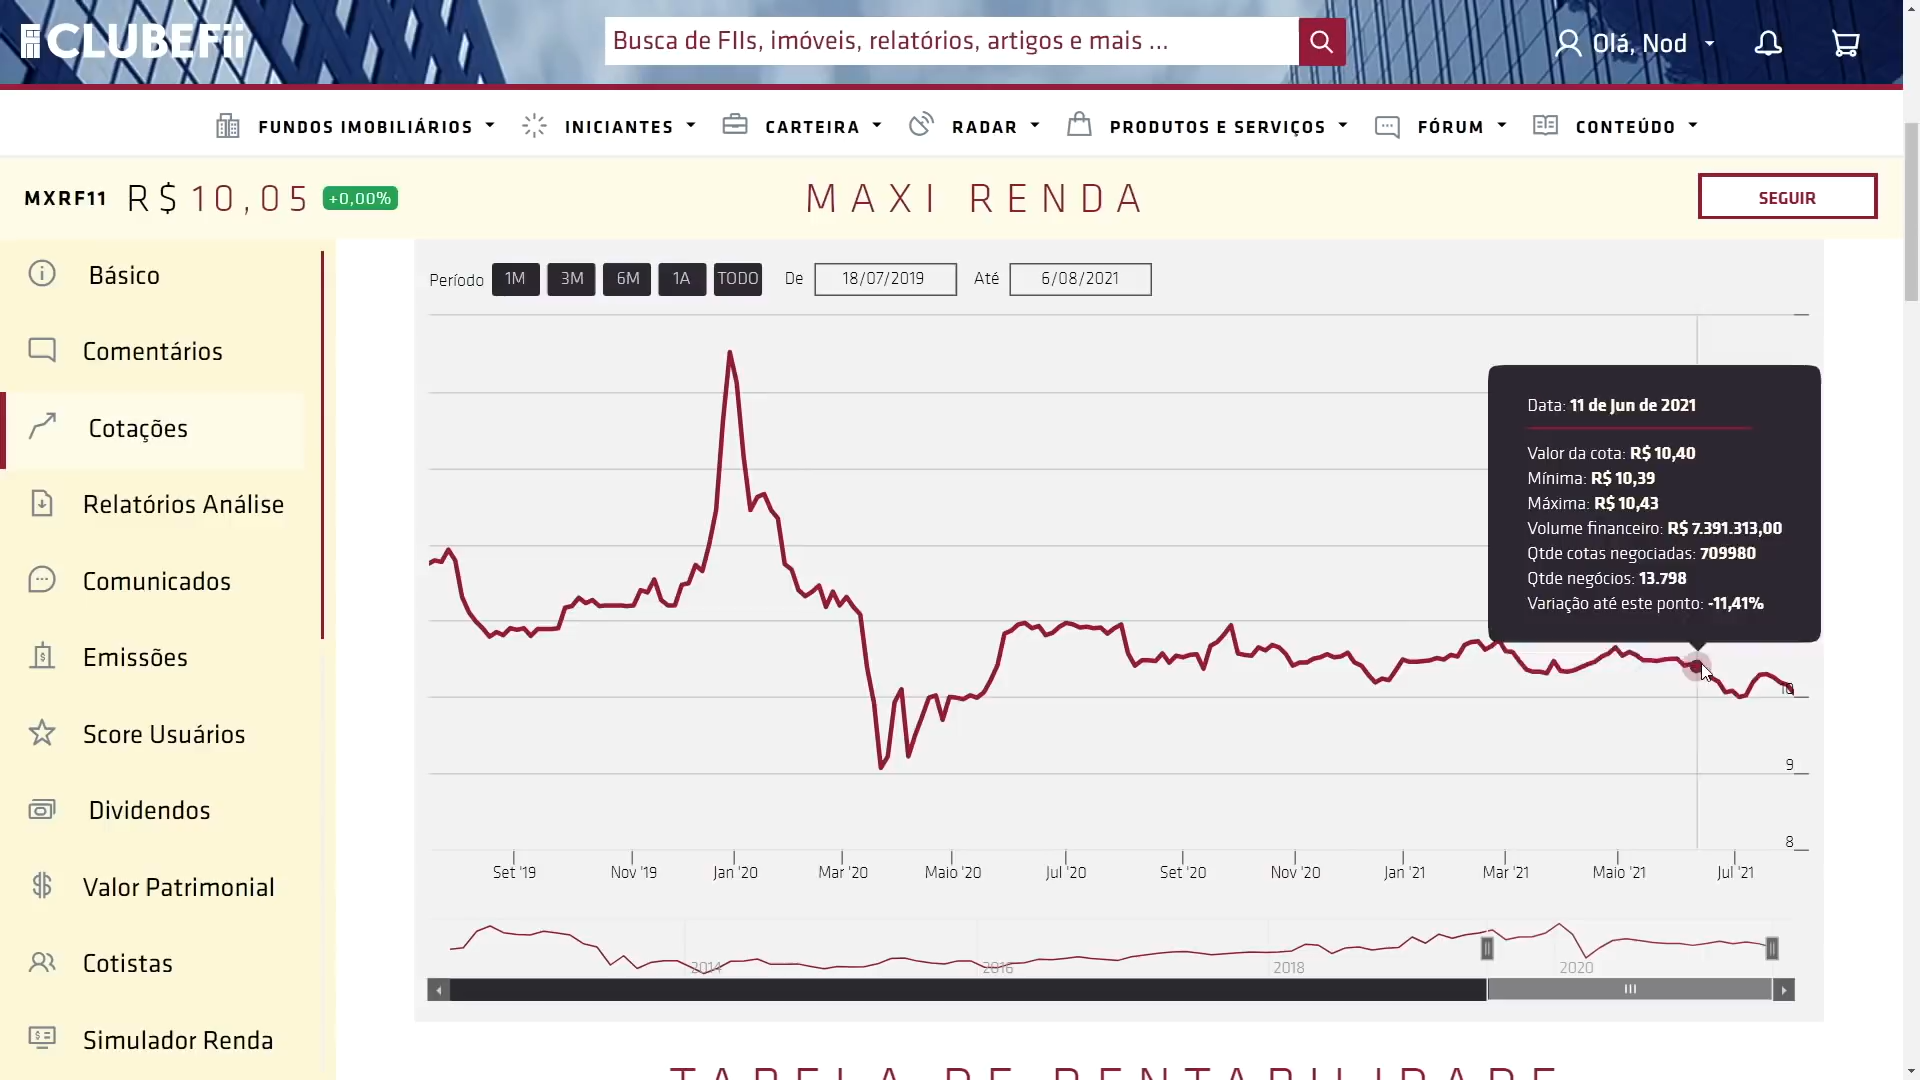 CLUBEFii
Busca de FIIs, imóveis, relatórios, artigos e mais ...
Olá, Nod
FUNDOS IMOBILIÁRIOS
INICIANTES
CARTEIRA
RADAR
PRODUTOS E SERVIÇOS
FÓRUM
CONTEÚDO
MXRF11 R$ 10,05 +0,00%
MAXI RENDA
SEGUIR
Básico
Comentários
Cotações
Relatórios Análise
Comunicados
Emissões
Score Usuários
Dividendos
Valor Patrimonial
Cotistas
Simulador Renda
Período 1M 3M 6M 1A TODO De 18/07/2019 Até 6/08/2021
Data: 11 de Jun de 2021
Valor da cota: R$ 10,40
Mínima: R$ 10,39
Máxima: R$ 10,43
Volume financeiro: R$ 7.391.313,00
Qtde cotas negociadas: 709980
Qtde negócios: 13.798
Variação até este ponto: -11,41%
10
9
8
Set '19 Nov '19 Jan '20 Mar '20 Maio '20 Jul '20 Set '20 Nov '20 Jan '21 Mar '21 Maio '21 Jul '21
2014 2016 2018 2020
TABELA DE RENTABILIDADE